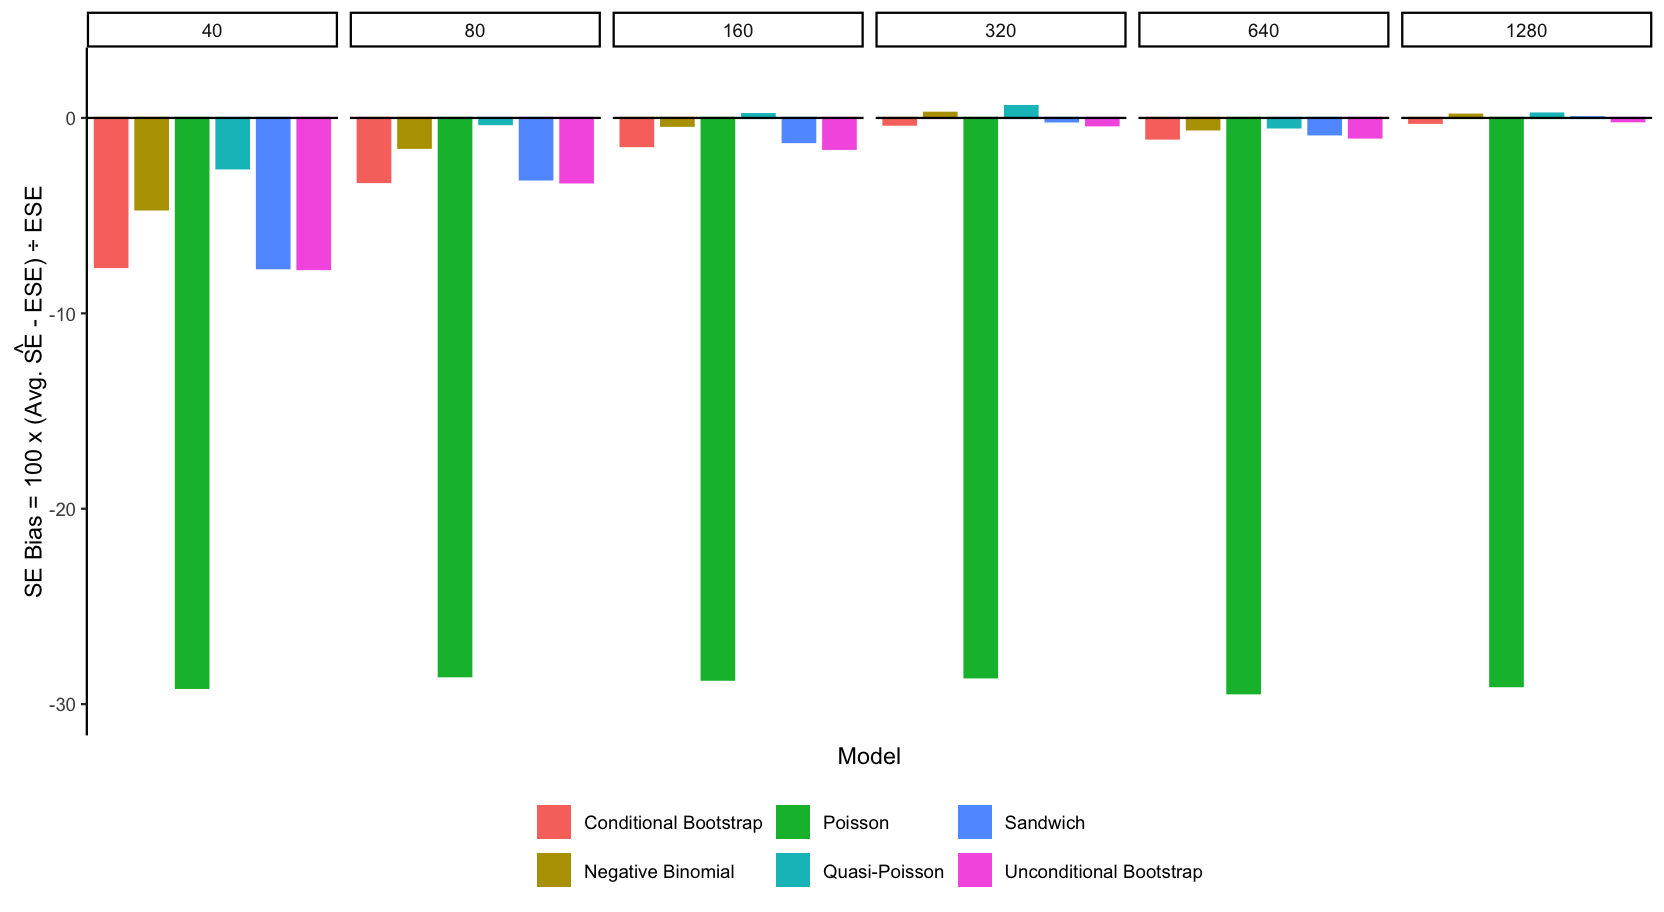 40
80
160
320
640
1280
SE Bias = 100 x (Avg. SÊ - ESE) ÷ ESE
0
-10
-20
-30
Model
Conditional Bootstrap
Poisson
Sandwich
Negative Binomial
Quasi-Poisson
Unconditional Bootstrap